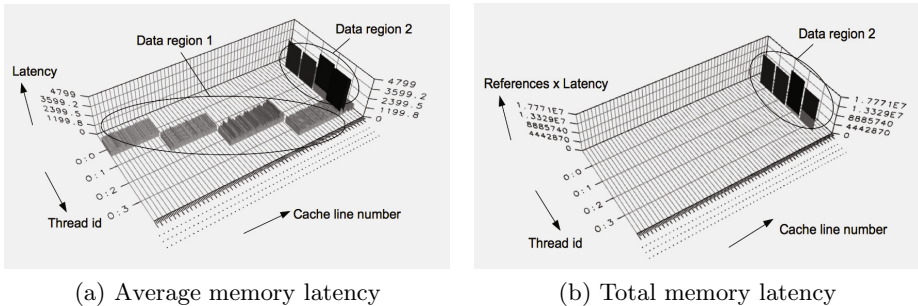 Data region 1
Data region 2
Latency
4799
3599.2
2399.5
1199.8
0
4799
3599.2
2399.5
1199.8
0
0:0
0:1
0:2
0:3
Thread id
Cache line number
(a) Average memory latency
Data region 2
References x Latency
1.7771E7
1.3329E7
8885740
4442870
0
1.7771E7
1.3329E7
8885740
4442870
0
0:0
0:1
0:2
0:3
Thread id
Cache line number
(b) Total memory latency